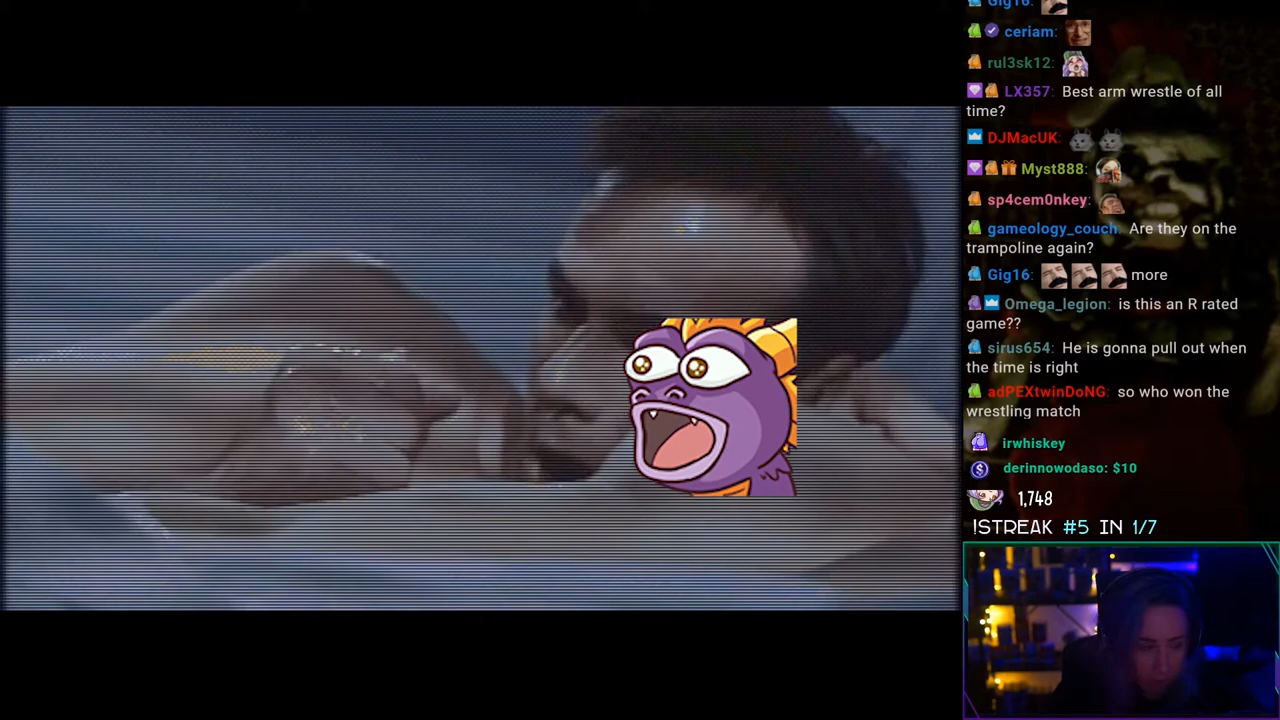 Gig16:
ceriam:
rul3sk12:
LX357: Best arm wrestle of all
time?
DJMacUK:
Myst888:
sp4cem0nkey:
gameology_couch: Are they on the
trampoline again?
Gig16: more
Omega_legion: is this an R rated
game??
sirus654: He is gonna pull out when
the time is right
adPEXtwinDoNG: so who won the
wrestling match
irwhiskey
derinnowodaso: $10
1,748
!STREAK #5 IN 1/7